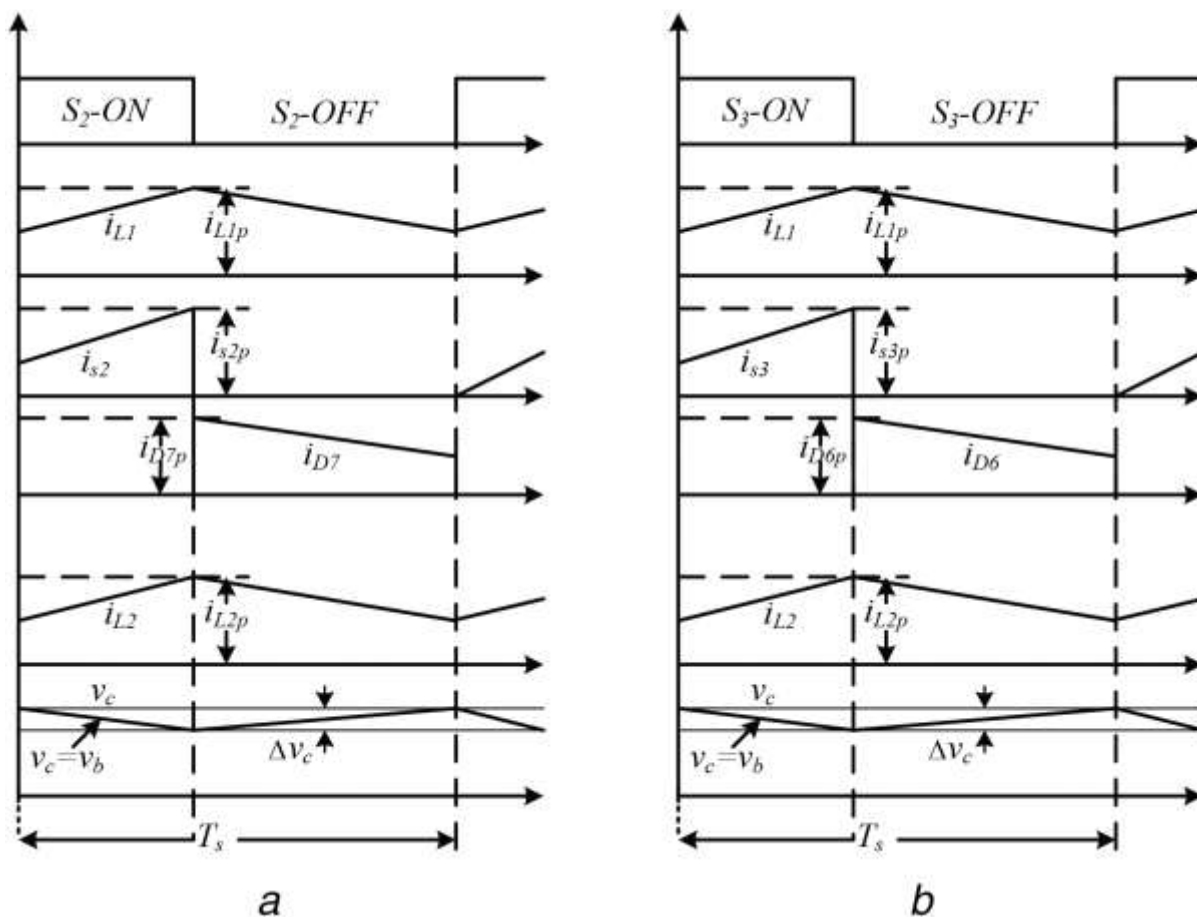 S2-ON S2-OFF
iL1 iL1p
is2 is2p
iD7p iD7
iL2 iL2p
vc
vc=vb Δvc
Ts
a
S3-ON S3-OFF
iL1 iL1p
is3 is3p
iD6p iD6
iL2 iL2p
vc
vc=vb Δvc
Ts
b